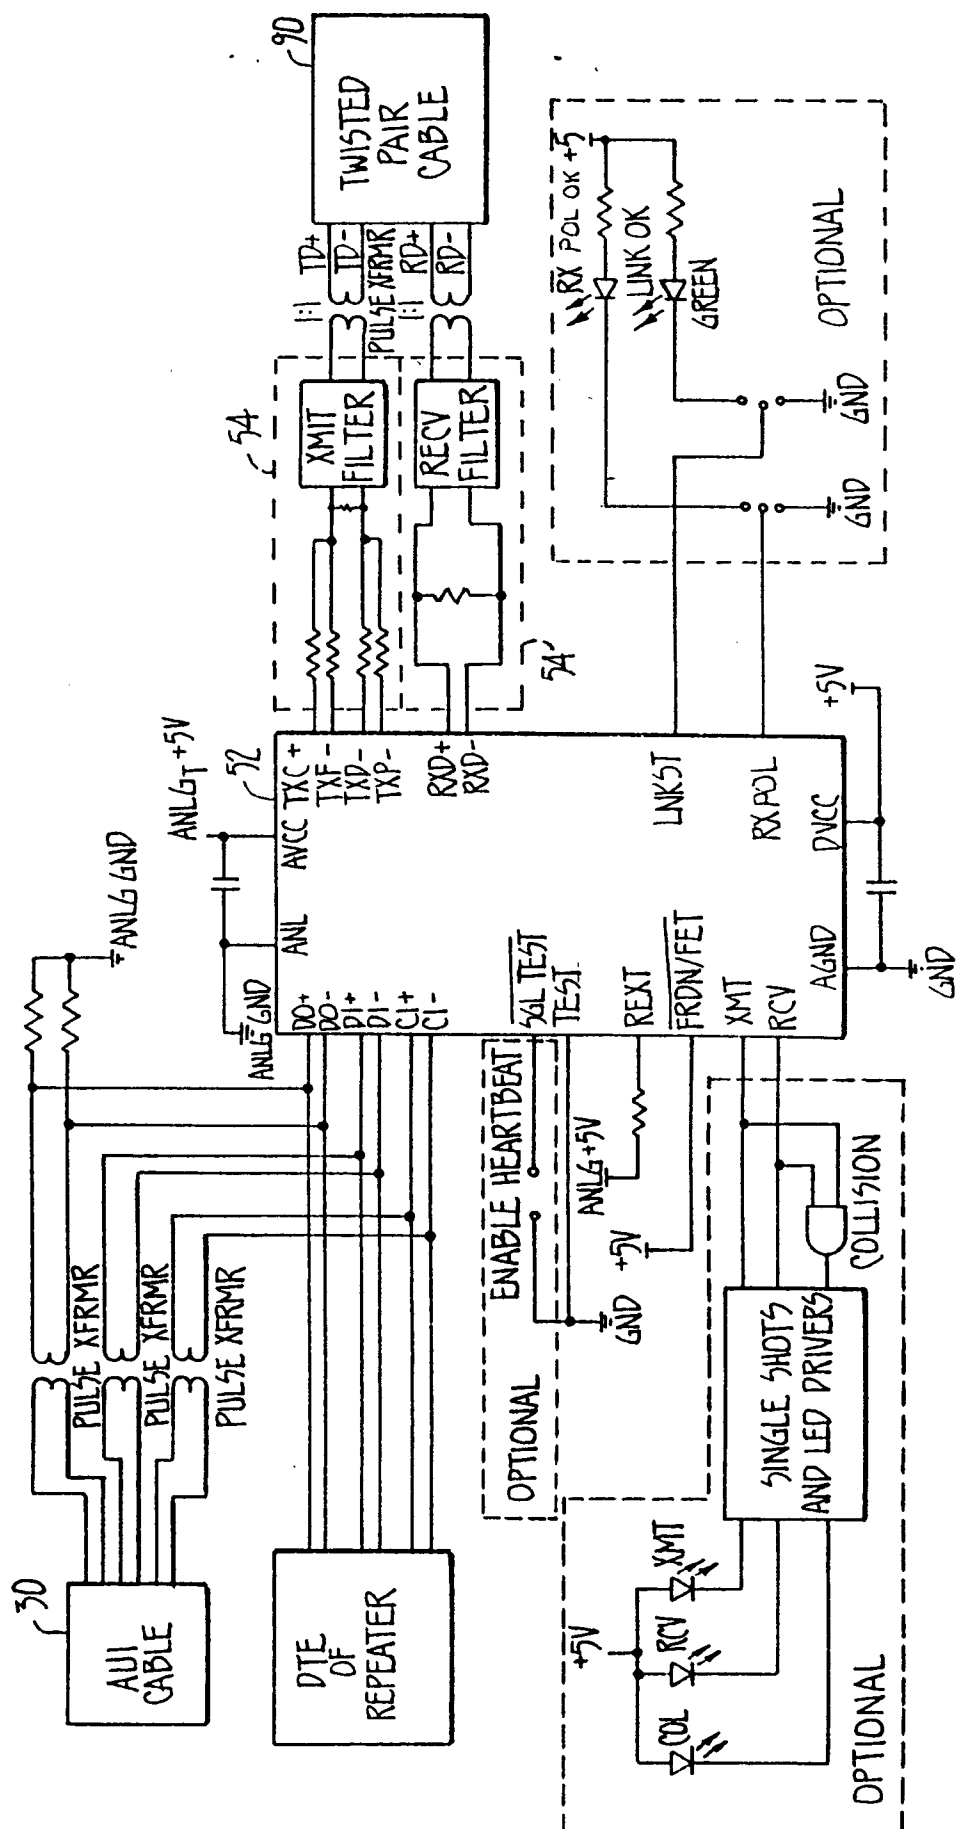 30
AUI
CABLE
PULSE XFRMR
PULSE XFRMR
PULSE XFRMR
ANLG GND
DTE
OF
REPEATER
52
ANLG GND
ANL
AVCC
ANLGT +5V
DO+
DO-
DI+
DI-
CI+
CI-
TXC+
TXF-
TXD-
TXP-
RXD+
RXD-
54
XMIT
FILTER
RECV
FILTER
54'
1:1
TD+
TD-
PULSE XFRMR
1:1
RD+
RD-
90
TWISTED
PAIR
CABLE
OPTIONAL
ENABLE HEARTBEAT
GND
SGL TEST
TEST
ANLG +5V
REXT
+5V
FRDN/FET
XMT
RCV
LNKST
RXPOL
AGND
DVCC
GND
+5V
RX POL OK +5
LINK OK
GREEN
GND
GND
OPTIONAL
+5V
COL
RCV
XMT
SINGLE SHOTS
AND LED DRIVERS
COLLISION
OPTIONAL